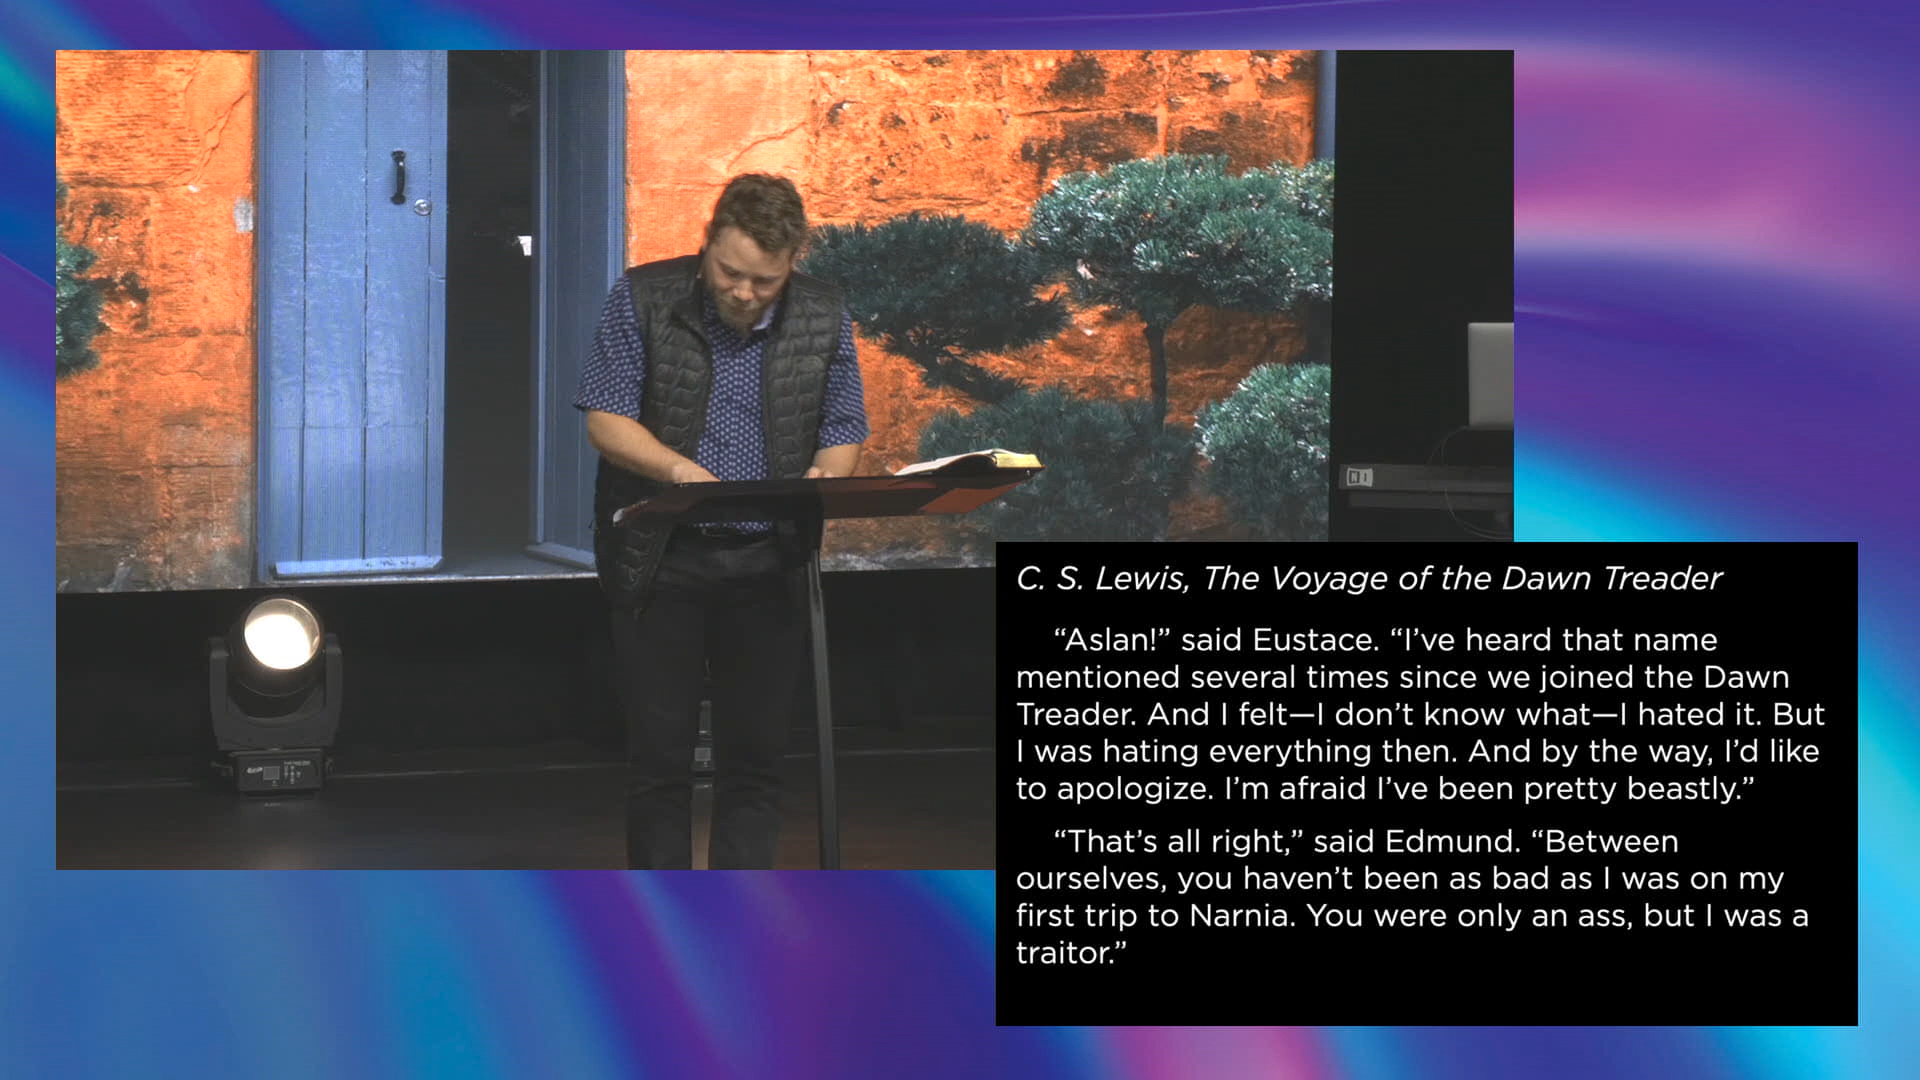 C. S. Lewis, The Voyage of the Dawn Treader
“Aslan!” said Eustace. “I’ve heard that name
mentioned several times since we joined the Dawn
Treader. And I felt—I don’t know what—I hated it. But
I was hating everything then. And by the way, I’d like
to apologize. I’m afraid I’ve been pretty beastly.”
“That’s all right,” said Edmund. “Between
ourselves, you haven’t been as bad as I was on my
first trip to Narnia. You were only an ass, but I was a
traitor.”